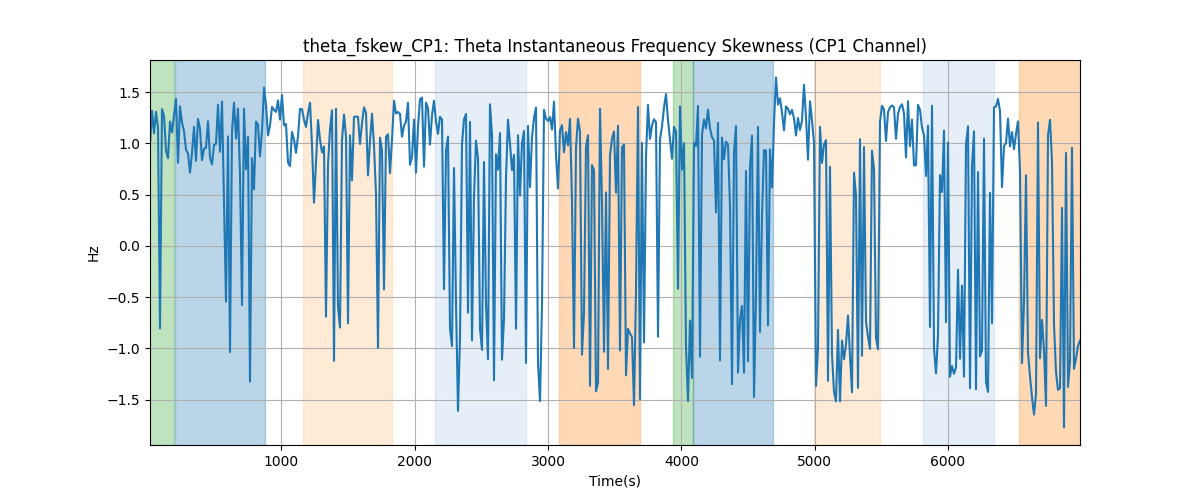 theta_fskew_CP1: Theta Instantaneous Frequency Skewness (CP1 Channel)
1.5
1.0
0.5
0.0
−0.5
−1.0
−1.5
Hz
1000 2000 3000 4000 5000 6000
Time(s)